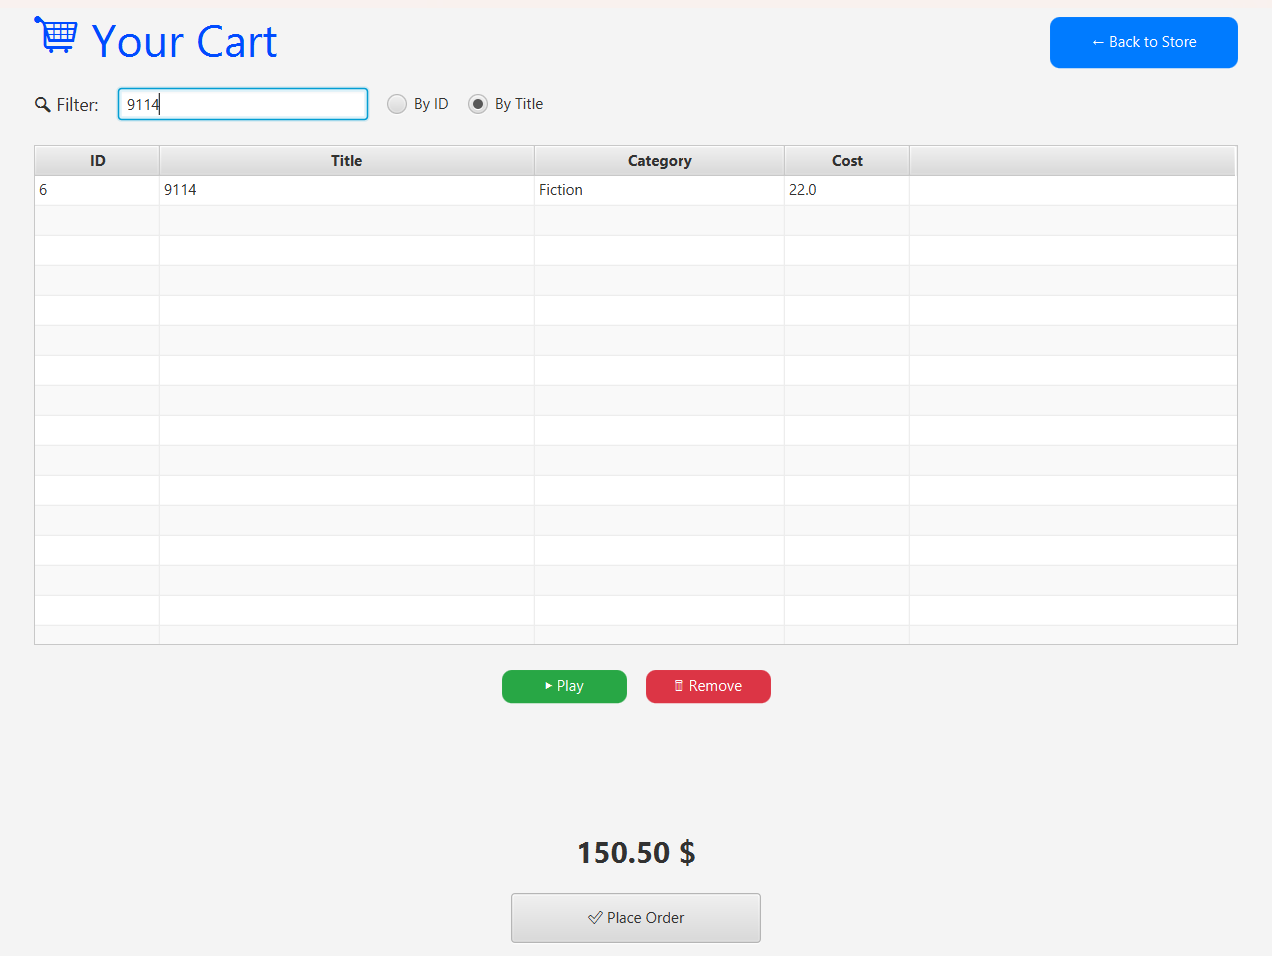 Your Cart
← Back to Store
Filter: 9114 By ID By Title
ID Title Category Cost
6 9114 Fiction 22.0
Play Remove
150.50 $
Place Order